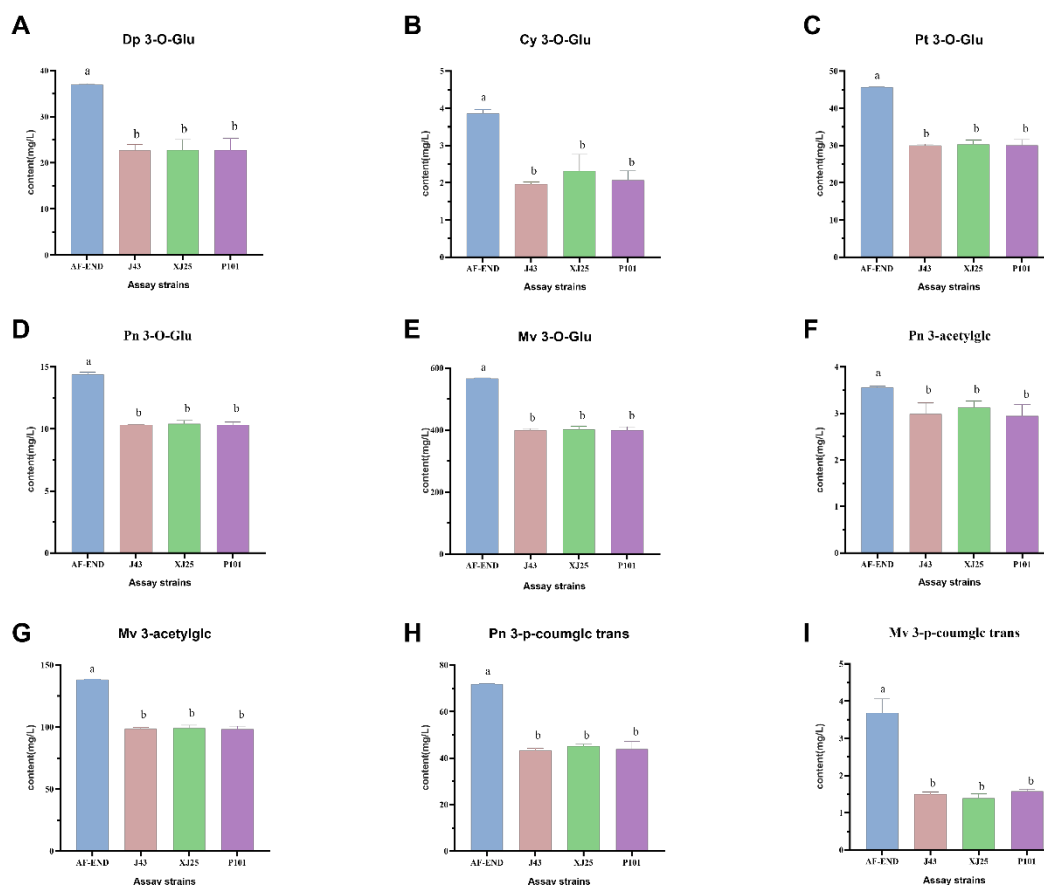 A
Dp 3-O-Glu
content(mg/L)
40
30
20
10
0
a
b
b
b
AF-END J43 XJ25 P101
Assay strains
B
Cy 3-O-Glu
content(mg/L)
5
4
3
2
1
0
a
b
b
b
AF-END J43 XJ25 P101
Assay strains
C
Pt 3-O-Glu
content(mg/L)
50
40
30
20
10
0
a
b
b
b
AF-END J43 XJ25 P101
Assay strains
D
Pn 3-O-Glu
content(mg/L)
15
10
5
0
a
b
b
b
AF-END J43 XJ25 P101
Assay strains
E
Mv 3-O-Glu
content(mg/L)
600
400
200
0
a
b
b
b
AF-END J43 XJ25 P101
Assay strains
F
Pn 3-acetylglc
content(mg/L)
4
3
2
1
0
a
b
b
b
AF-END J43 XJ25 P101
Assay strains
G
Mv 3-acetylglc
content(mg/L)
150
100
50
0
a
b
b
b
AF-END J43 XJ25 P101
Assay strains
H
Pn 3-p-coumglc trans
content(mg/L)
80
60
40
20
0
a
b
b
b
AF-END J43 XJ25 P101
Assay strains
I
Mv 3-p-coumglc trans
content(mg/L)
5
4
3
2
1
0
a
b
b
b
AF-END J43 XJ25 P101
Assay strains